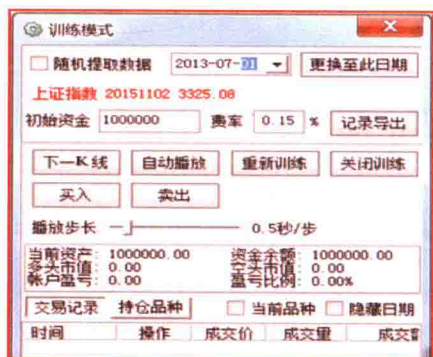 训练模式
随机提取数据 2013-07-01 更换至此日期
上证指数 20151102 3325.08
初始资金 1000000 费率 0.15 % 记录导出
下一K线 自动播放 重新训练 关闭训练
买入 卖出
播放步长 0.5秒/步
当前资产: 1000000.00 资金余额: 1000000.00
多头市值: 0.00 空头市值: 0.00
帐户盈亏: 0.00 盈亏比例: 0.00%
交易记录 持仓品种 当前品种 隐藏日期
时间 操作 成交价 成交量 成交